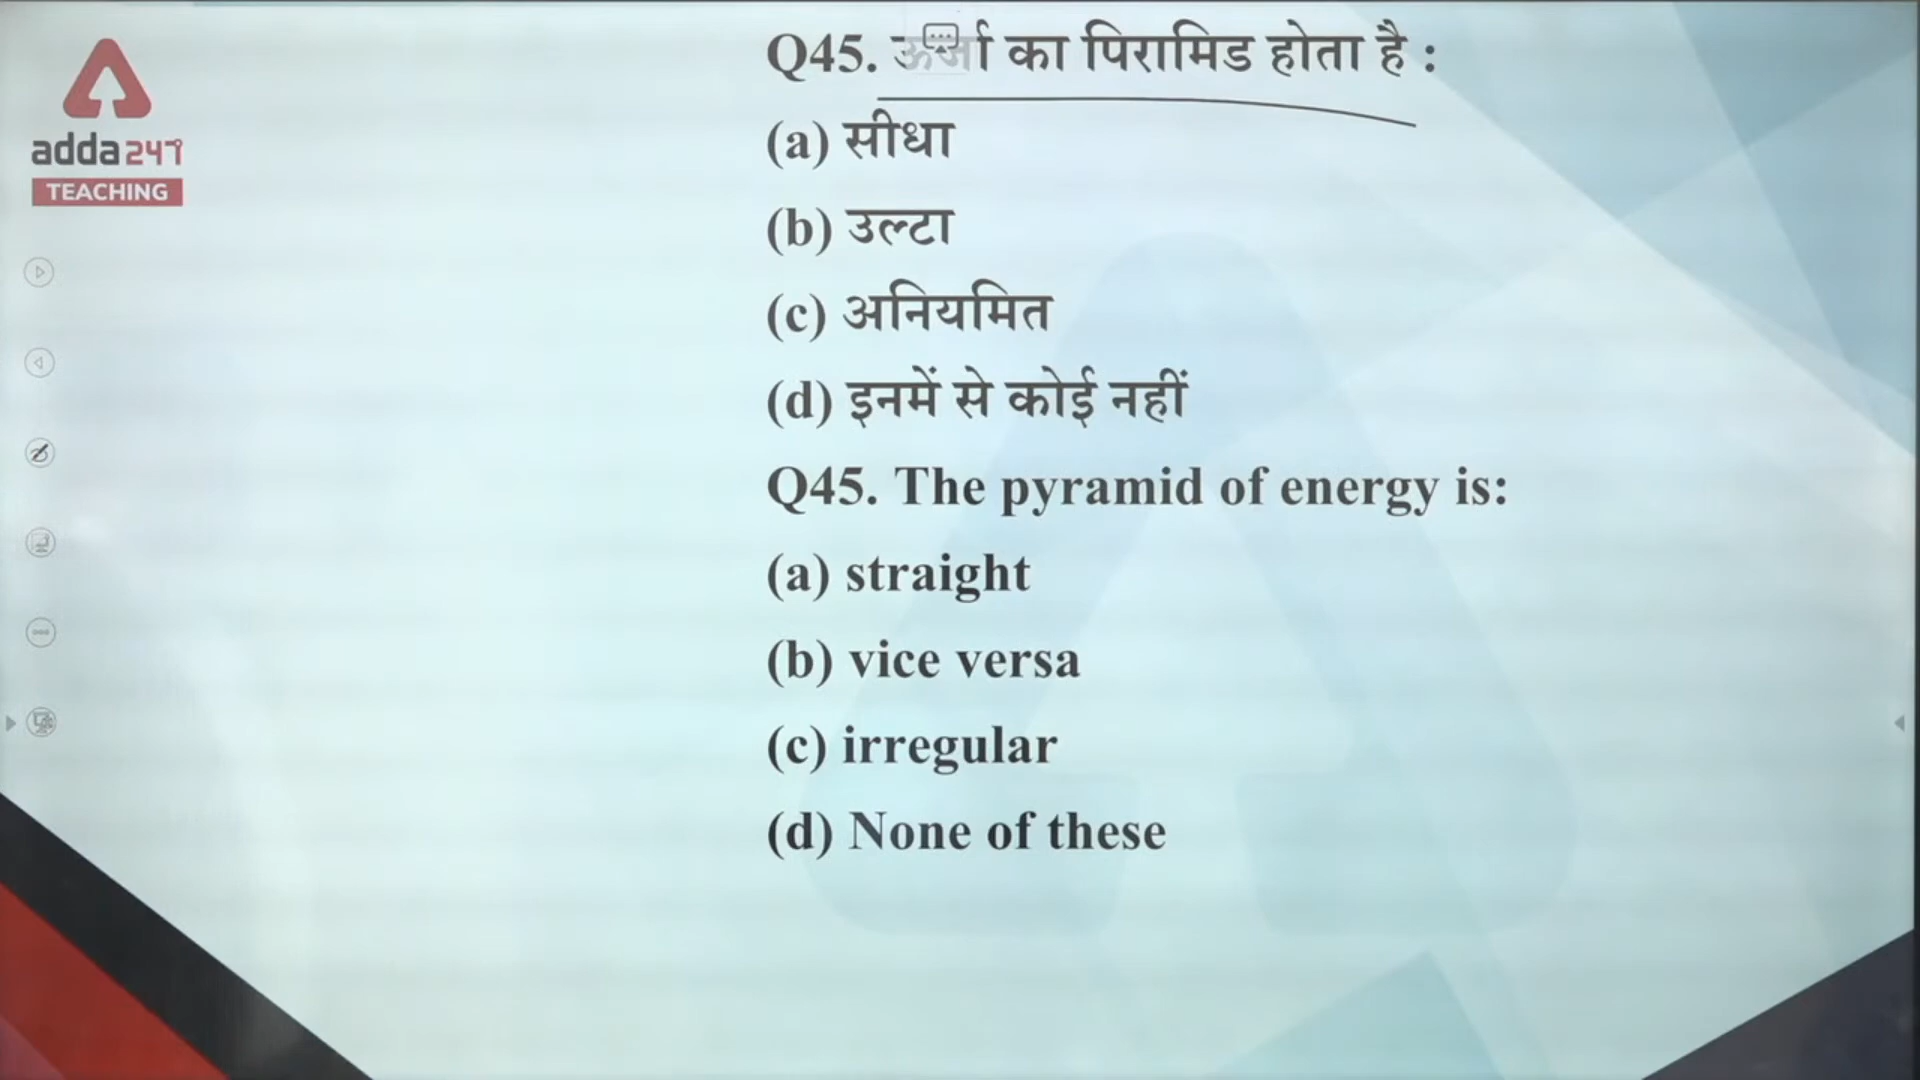 adda247
TEACHING
Q45. ऊर्जा का पिरामिड होता है :
(a) सीधा
(b) उल्टा
(c) अनियमित
(d) इनमें से कोई नहीं
Q45. The pyramid of energy is:
(a) straight
(b) vice versa
(c) irregular
(d) None of these